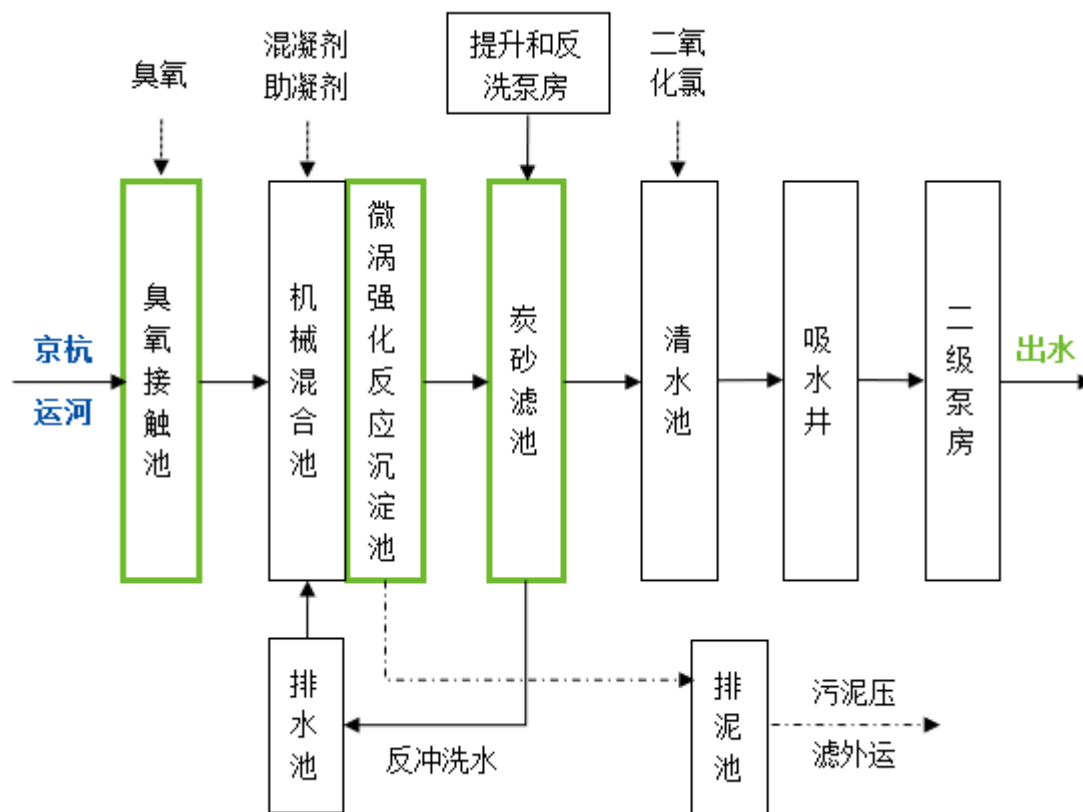 臭氧
混凝剂
助凝剂
提升和反
洗泵房
二氧
化氯
京杭
运河
臭氧接触池
机械混合池
微涡强化反应沉淀池
炭砂滤池
清水池
吸水井
二级泵房
出水
排水池
反冲洗水
排泥池
污泥压
滤外运